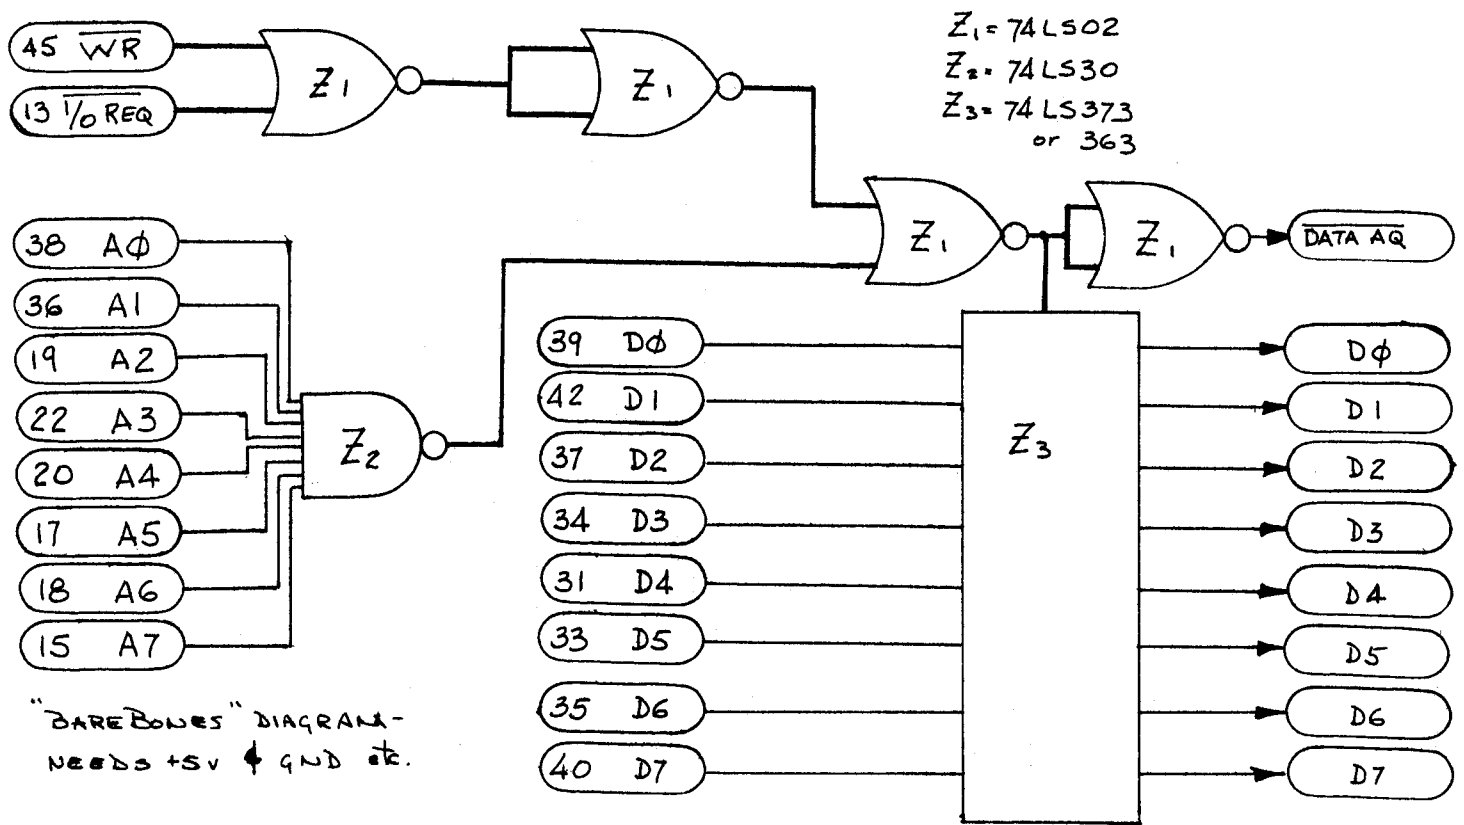 45 WR
13 I/O REQ
Z1
Z1
Z1 = 74LS02
Z2 = 74LS30
Z3 = 74LS373
or 363
Z1
Z1
DATA AQ
38 AØ
36 A1
19 A2
22 A3
20 A4
17 A5
18 A6
15 A7
Z2
39 DØ
42 D1
37 D2
34 D3
31 D4
33 D5
35 D6
40 D7
Z3
DØ
D1
D2
D3
D4
D5
D6
D7
"BAREBONES" DIAGRAM-
NEEDS +5V & GND etc.